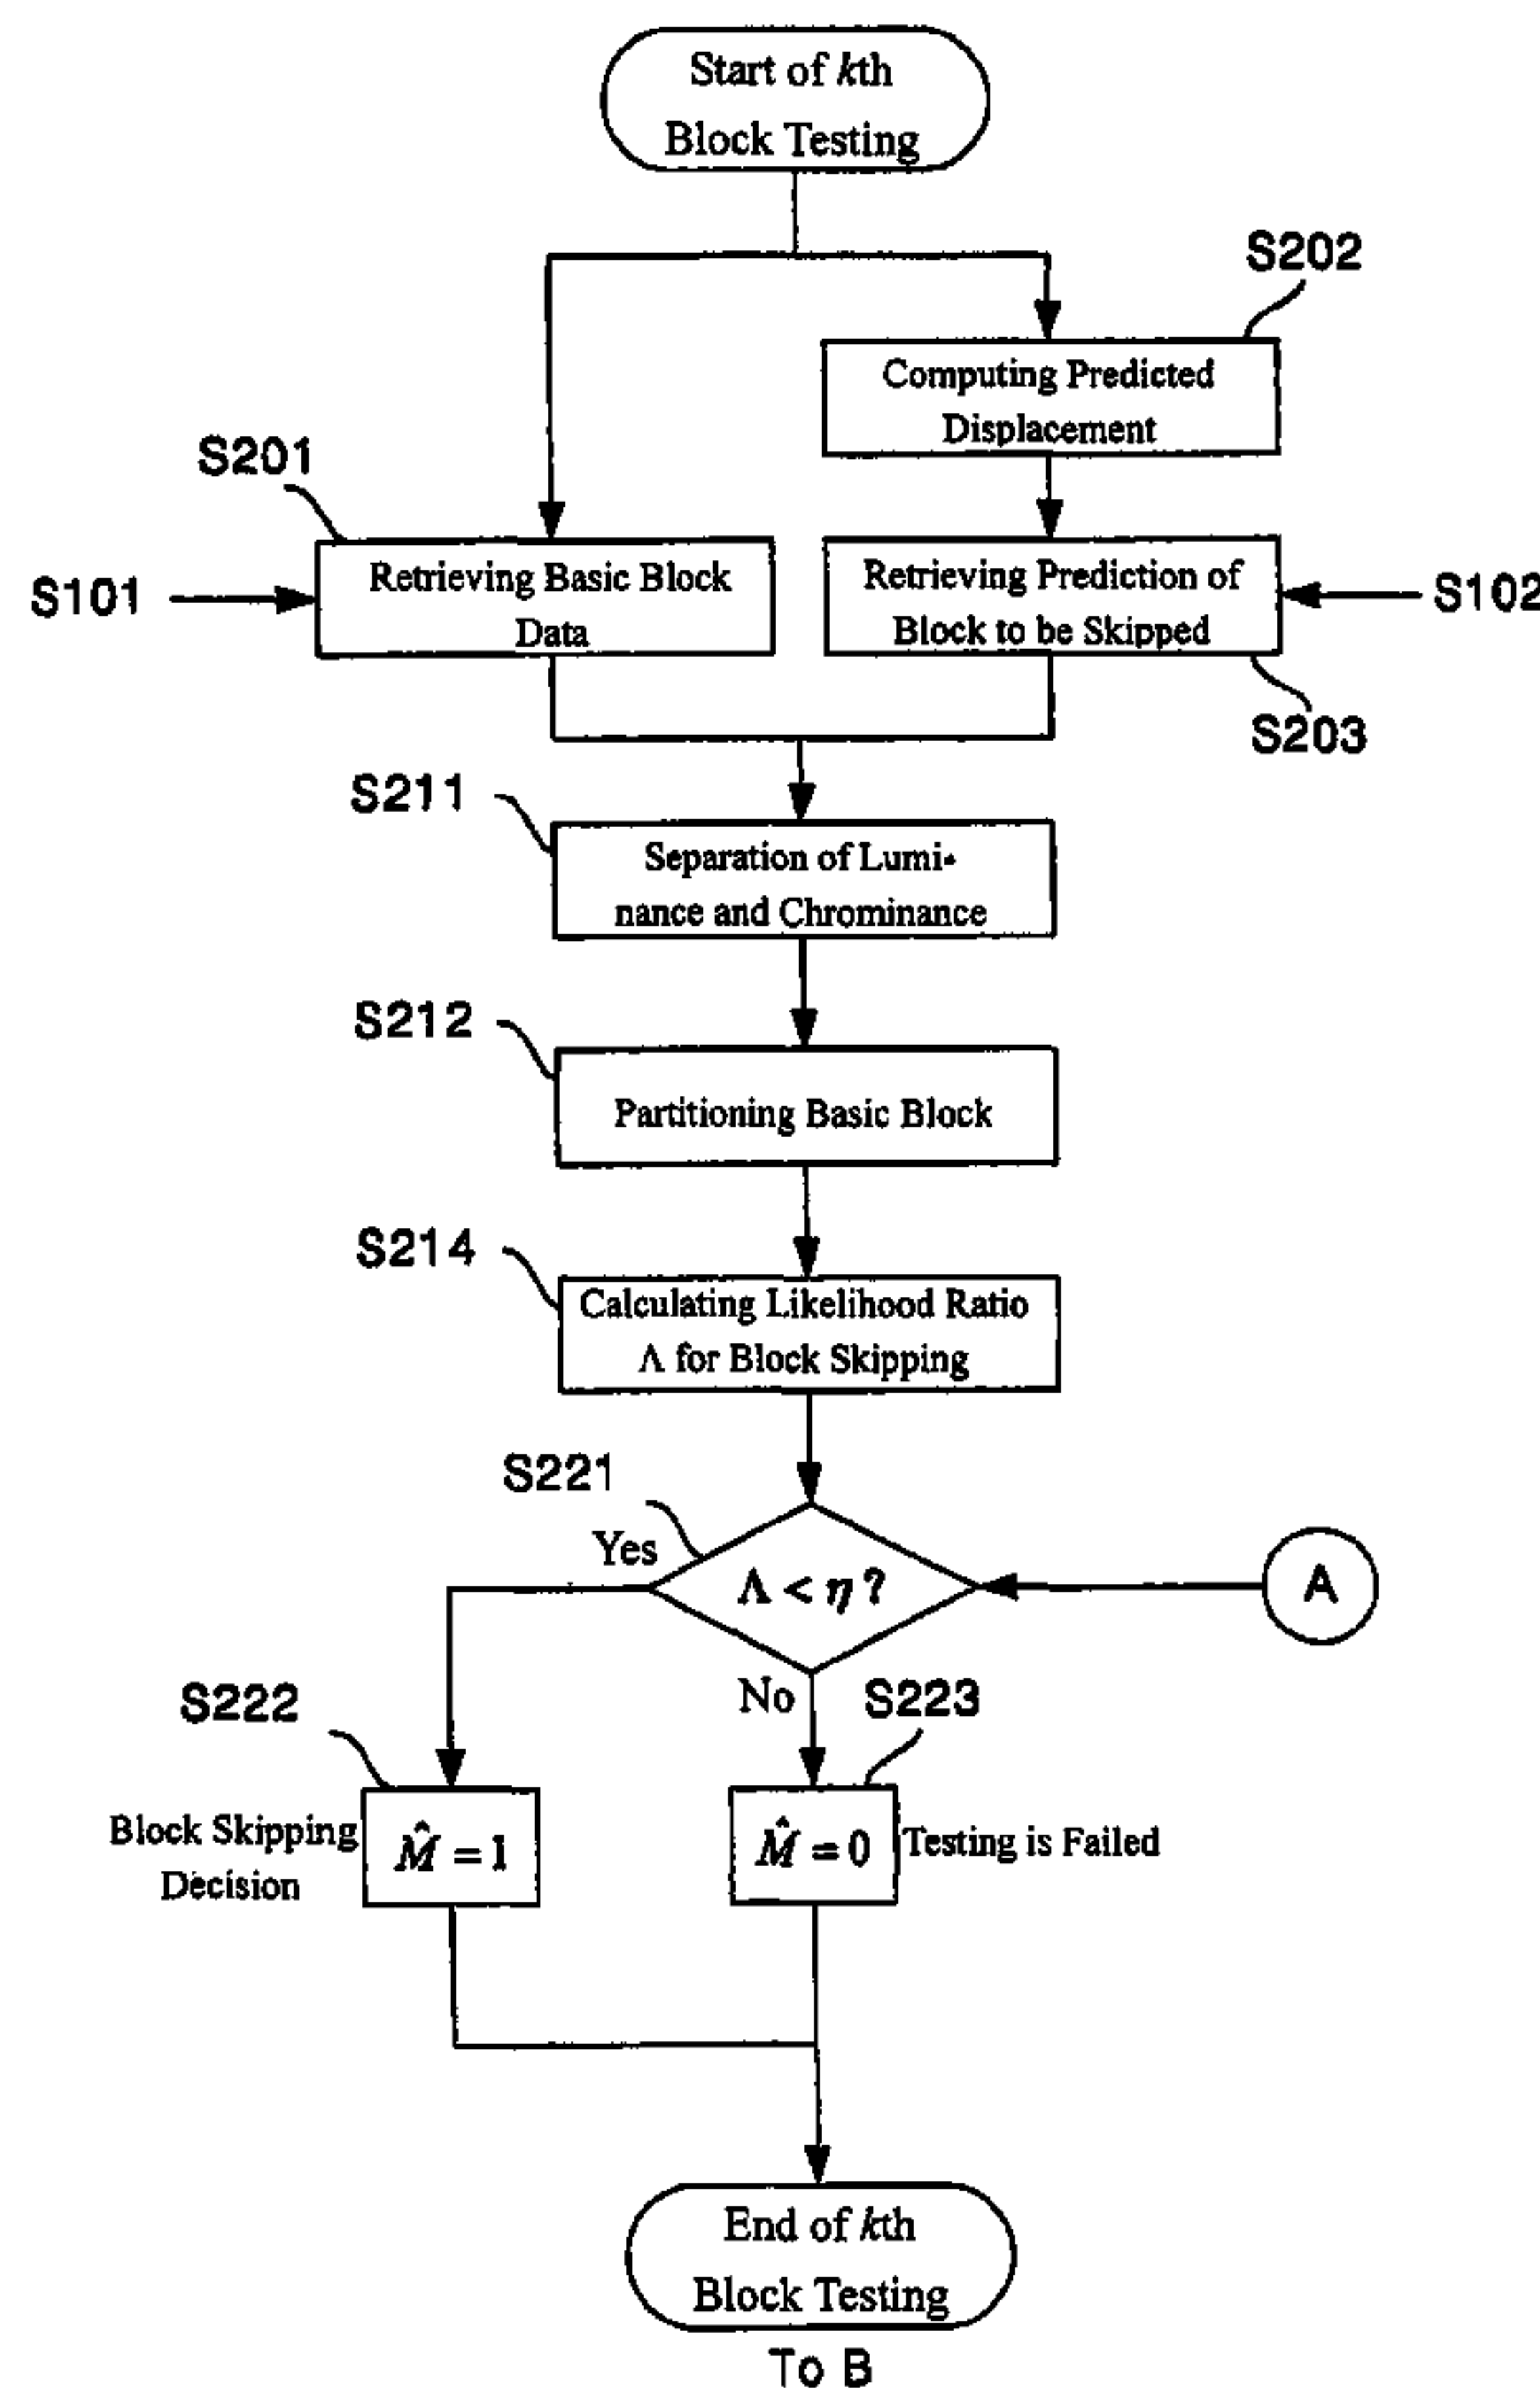 Start of kth
Block Testing
S202
Computing Predicted
Displacement
S201
S101
Retrieving Basic Block
Data
Retrieving Prediction of
Block to be Skipped
S102
S203
S211
Separation of Lumi-
nance and Chrominance
S212
Partitioning Basic Block
S214
Calculating Likelihood Ratio
Λ for Block Skipping
S221
Yes
Λ < η ?
A
No
S223
S222
Block Skipping
Decision
M̂ = 1
M̂ = 0
Testing is Failed
End of kth
Block Testing
To B